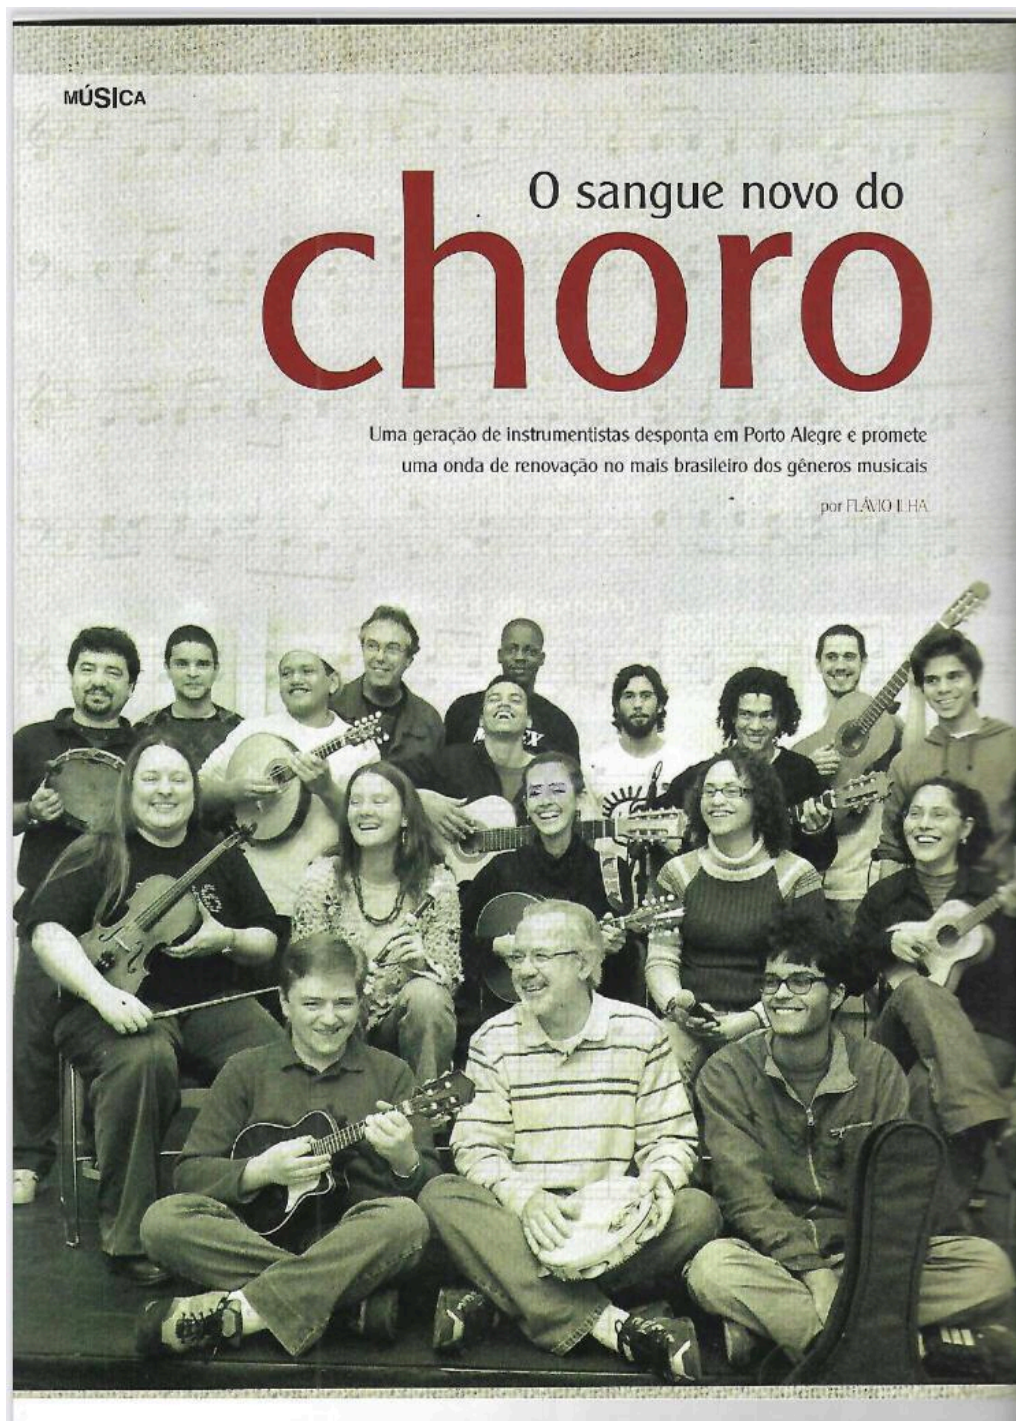 MÚSICA
O sangue novo do
choro
Uma geração de instrumentistas desponta em Porto Alegre e promete
uma onda de renovação no mais brasileiro dos gêneros musicais
por FLÁVIO ILHA